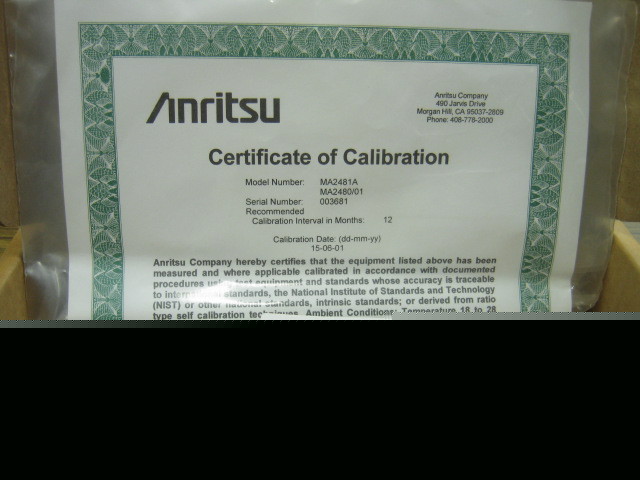 Anritsu
Anritsu Company
490 Jarvis Drive
Morgan Hill, CA 95037-2809
Phone: 408-778-2000
Certificate of Calibration
Model Number: MA2481A
MA2480/01
Serial Number: 003681
Recommended
Calibration Interval in Months: 12
Calibration Date: (dd-mm-yy)
15-06-01
Anritsu Company hereby certifies that the equipment listed above has been
measured and where applicable calibrated in accordance with documented
procedures using test equipment and standards whose accuracy is traceable
to international standards, the National Institute of Standards and Technology
(NIST) or other national standards, intrinsic standards; or derived from ratio
type self calibration techniques. Ambient Conditions: Temperature 18 to 28